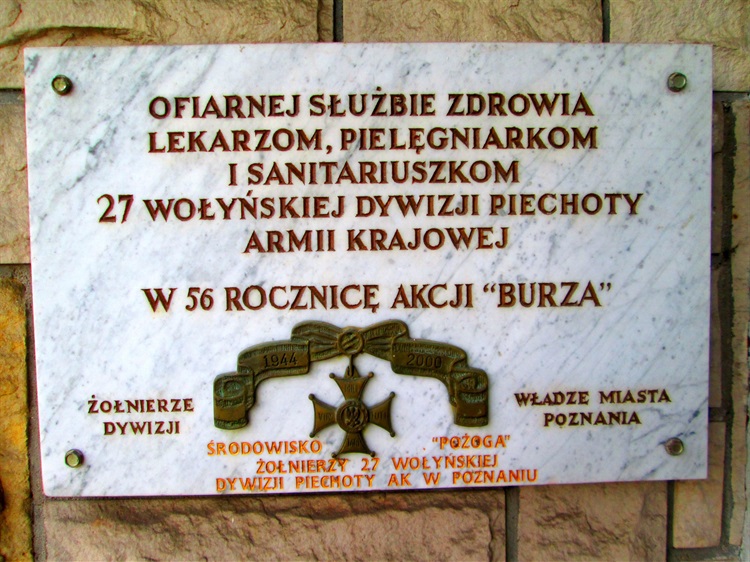 OFIARNEJ SŁUŻBIE ZDROWIA
LEKARZOM, PIELĘGNIARKOM
I SANITARIUSZKOM
27 WOŁYŃSKIEJ DYWIZJI PIECHOTY
ARMII KRAJOWEJ
W 56 ROCZNICĘ AKCJI "BURZA"
1944 2000
ŻOŁNIERZE
DYWIZJI
WŁADZE MIASTA
POZNANIA
ŚRODOWISKO "POŻOGA"
ŻOŁNIERZY 27 WOŁYŃSKIEJ
DYWIZJI PIECHOTY AK W POZNANIU